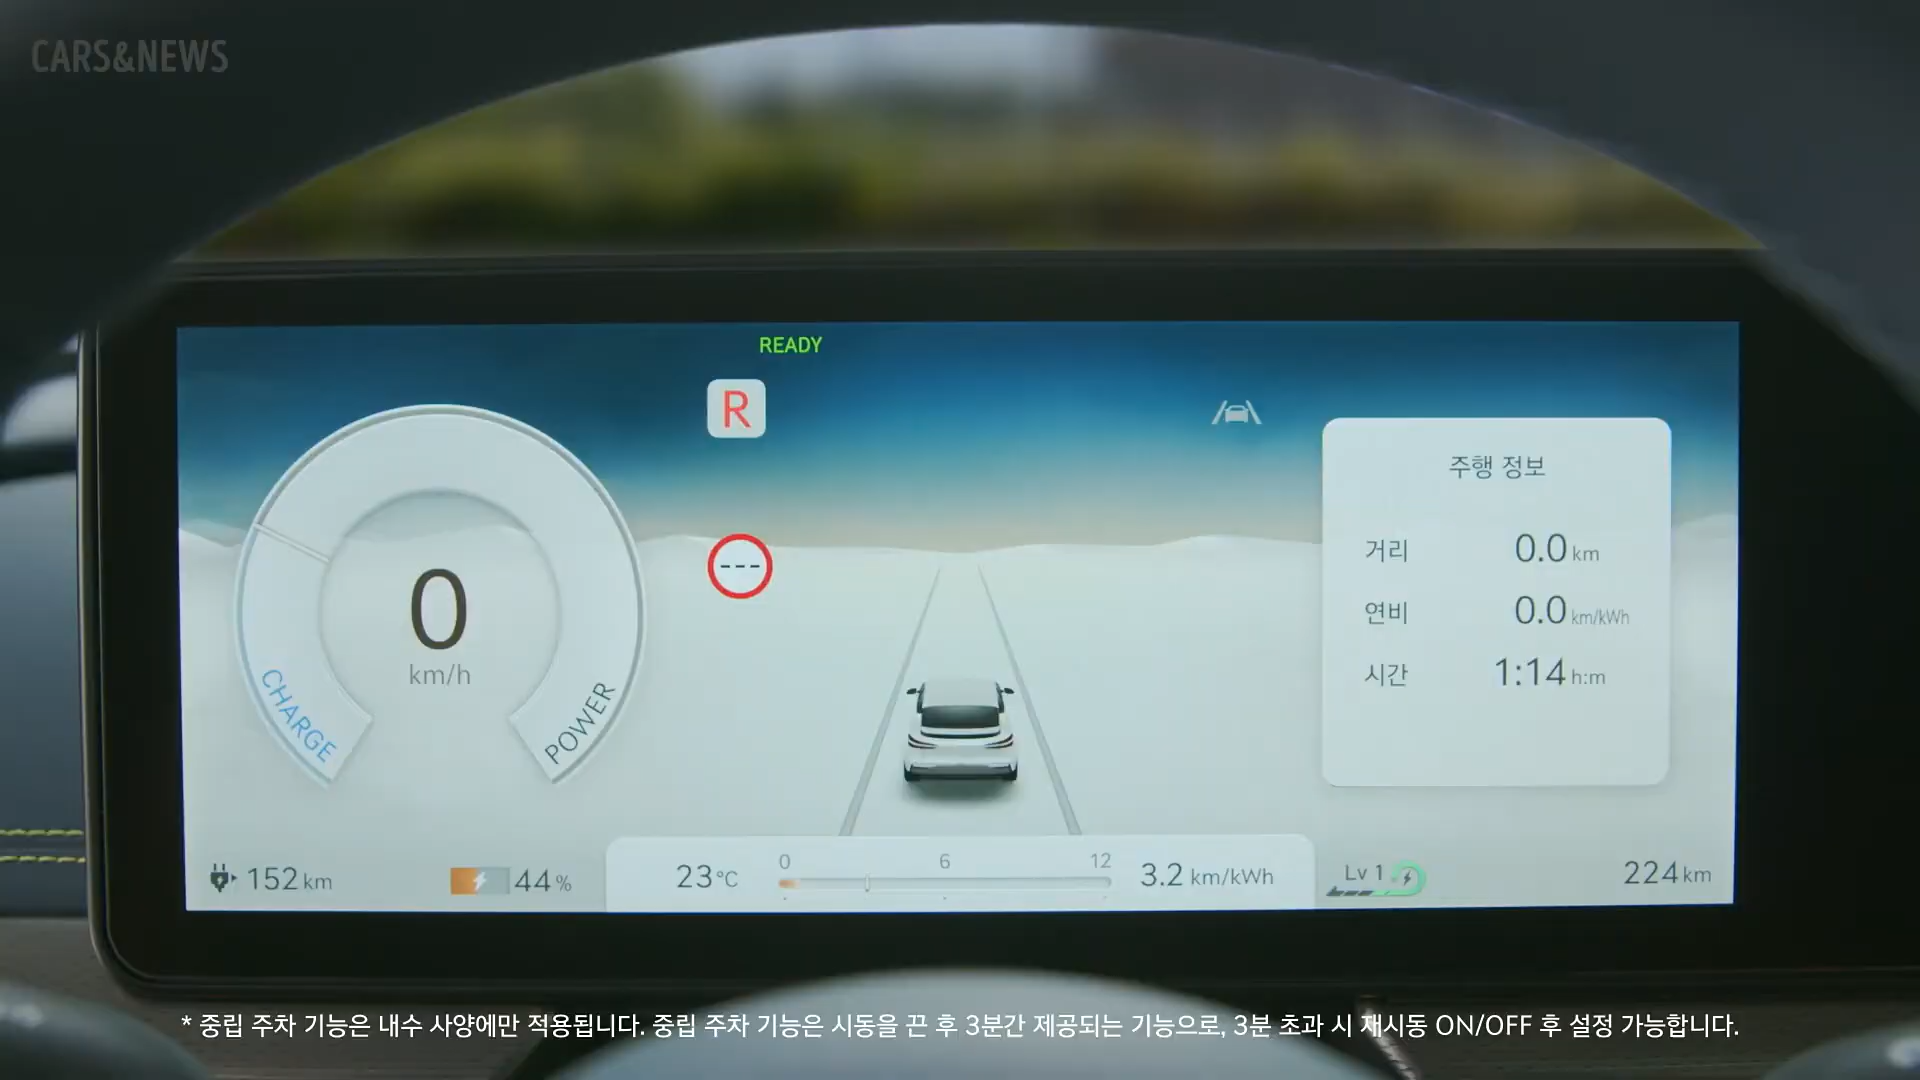 CARS&NEWS
READY
R
주행 정보
거리 0.0 km
---
연비 0.0 km/kWh
0
km/h
시간 1:14 h:m
CHARGE
POWER
0 6 12
152 km
44 %
23°C
3.2 km/kWh
Lv 1
224 km
* 중립 주차 기능은 내수 사양에만 적용됩니다. 중립 주차 기능은 시동을 끈 후 3분간 제공되는 기능으로, 3분 초과 시 재시동 ON/OFF 후 설정 가능합니다.